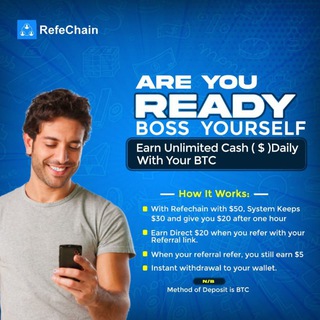 RefeChain
ARE YOU
READY
BOSS YOURSELF
Earn Unlimited Cash ( $ )Daily
With Your BTC
How It Works:
With Refechain with $50, System Keeps
$30 and give you $20 after one hour
Earn Direct $20 when you refer with your
Referral link.
When your referral refer, you still earn $5
Instant withdrawal to your wallet.
N/B
Method of Deposit is BTC